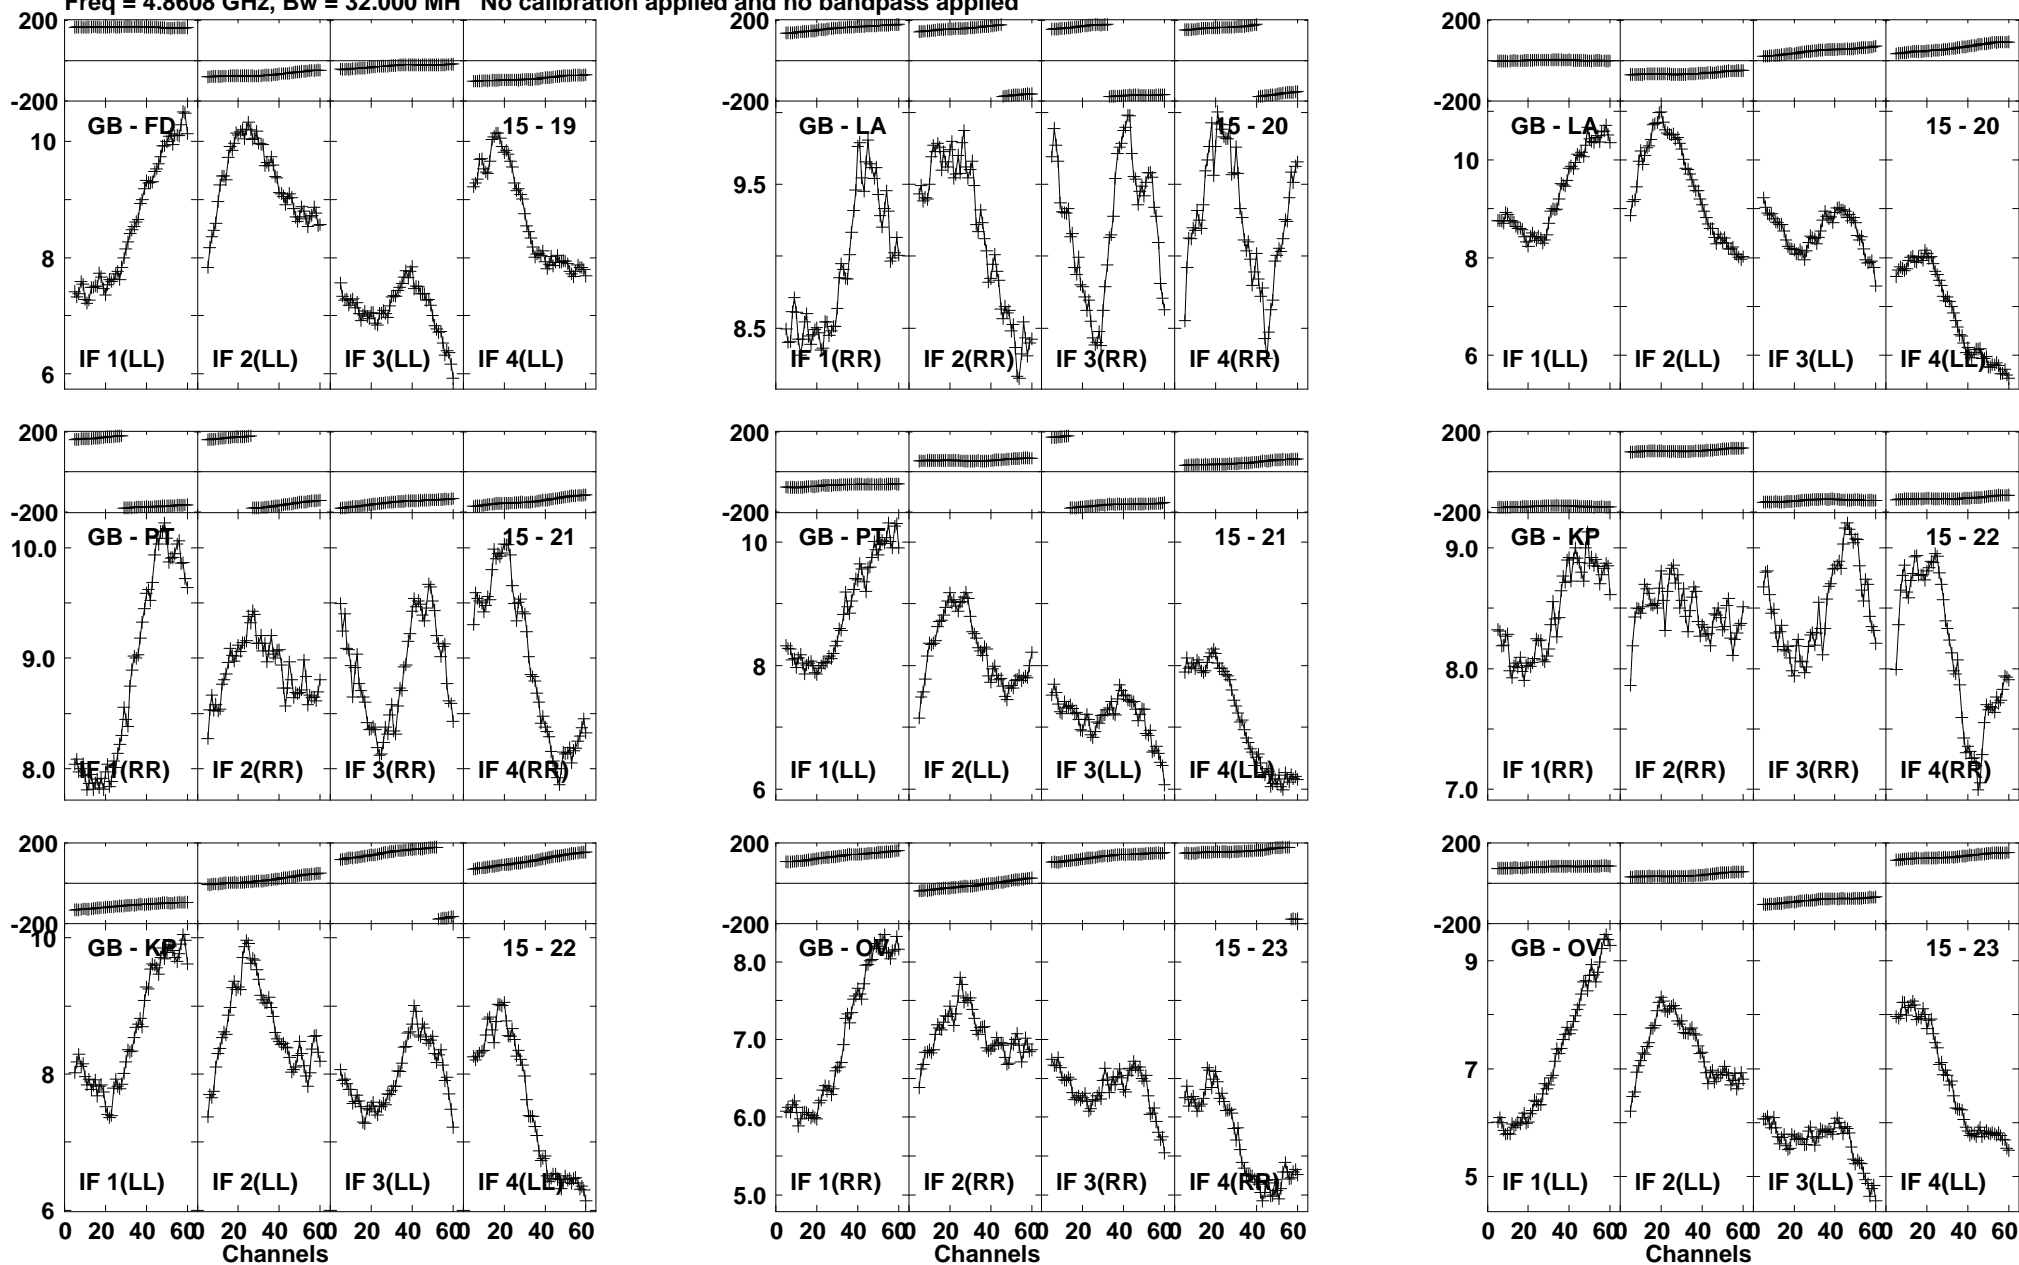 Freq = 4.8608 GHz, Bw = 32.000 MH No calibration applied and no bandpass applied
200 200 200
-200 -200 -200
GB - FD 15 - 19 GB - LA 15 - 20 GB - LA 15 - 20
10 9.5 10
8 8.5 8
6 6
IF 1(LL) IF 2(LL) IF 3(LL) IF 4(LL) IF 1(RR) IF 2(RR) IF 3(RR) IF 4(RR) IF 1(LL) IF 2(LL) IF 3(LL) IF 4(LL)
200 200 200
-200 -200 -200
GB - PT 15 - 21 GB - PT 15 - 21 GB - KP 15 - 22
10.0 10 9.0
9.0 8 8.0
8.0 6 7.0
IF 1(RR) IF 2(RR) IF 3(RR) IF 4(RR) IF 1(LL) IF 2(LL) IF 3(LL) IF 4(LL) IF 1(RR) IF 2(RR) IF 3(RR) IF 4(RR)
200 200 200
-200 -200 -200
GB - KP 15 - 22 GB - OV 15 - 23 GB - OV 15 - 23
10 8.0 9
8 7.0 7
6 6.0 5
5.0
IF 1(LL) IF 2(LL) IF 3(LL) IF 4(LL) IF 1(RR) IF 2(RR) IF 3(RR) IF 4(RR) IF 1(LL) IF 2(LL) IF 3(LL) IF 4(LL)
0 20 40 60 0 20 40 60 0 20 40 60 0 20 40 60 0 20 40 60 0 20 40 60 0 20 40 60 0 20 40 60 0 20 40 60 0 20 40 60 0 20 40 60 0 20 40 60
Channels Channels Channels